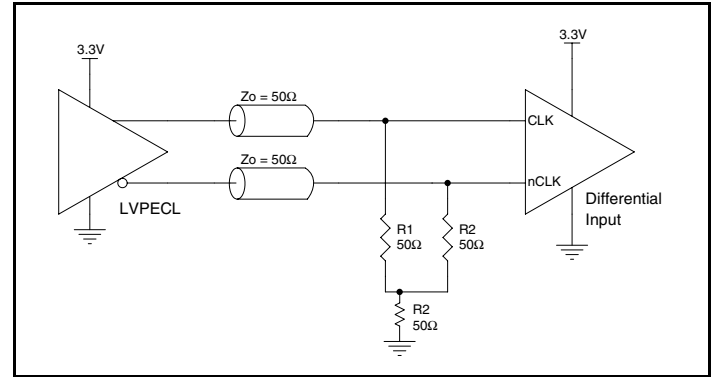 3.3V
3.3V
Zo = 50Ω
CLK
Zo = 50Ω
nCLK
LVPECL
Differential
Input
R1
50Ω
R2
50Ω
R2
50Ω